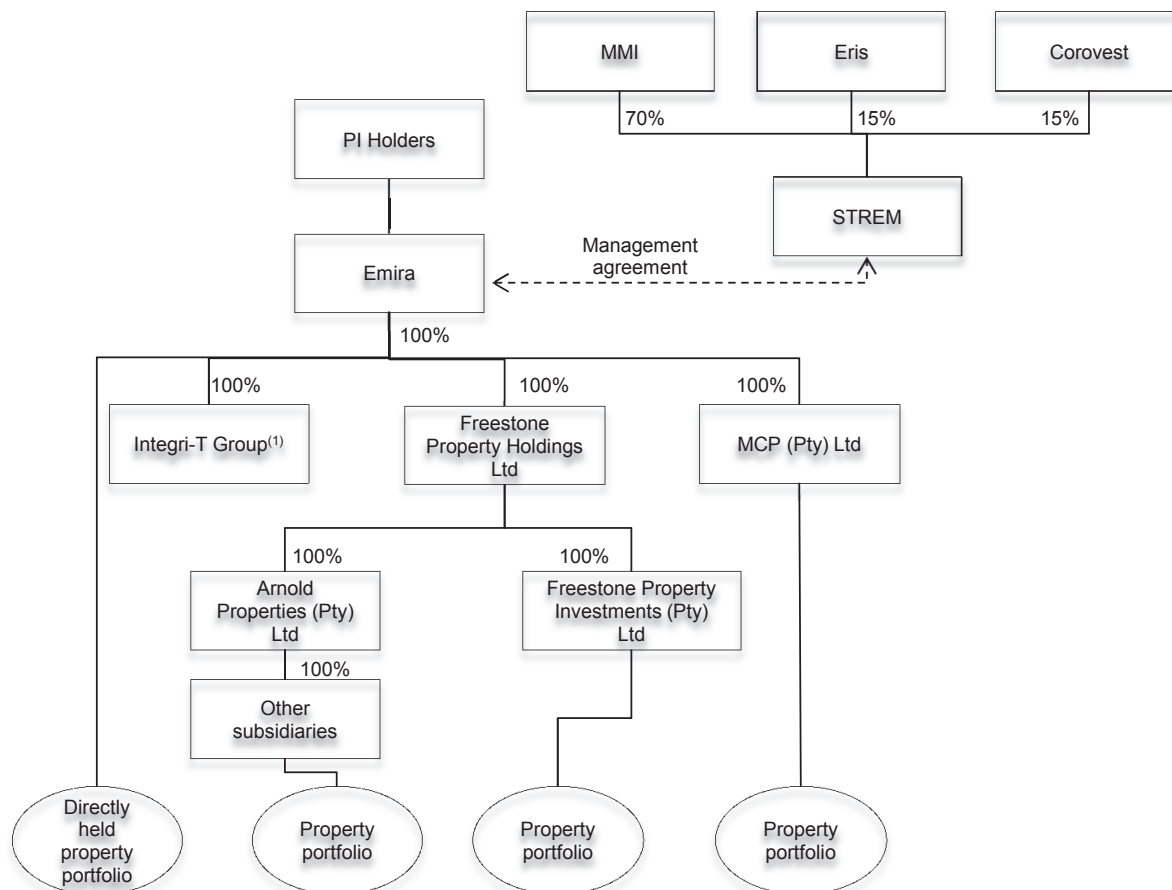 MMI
Eris
Corovest
70%
15%
15%
PI Holders
STREM
Management
agreement
Emira
100%
100%
100%
100%
Integri-T Group(1)
Freestone
Property Holdings
Ltd
MCP (Pty) Ltd
100%
100%
Arnold
Properties (Pty)
Ltd
Freestone Property
Investments (Pty)
Ltd
100%
Other
subsidiaries
Directly
held
property
portfolio
Property
portfolio
Property
portfolio
Property
portfolio